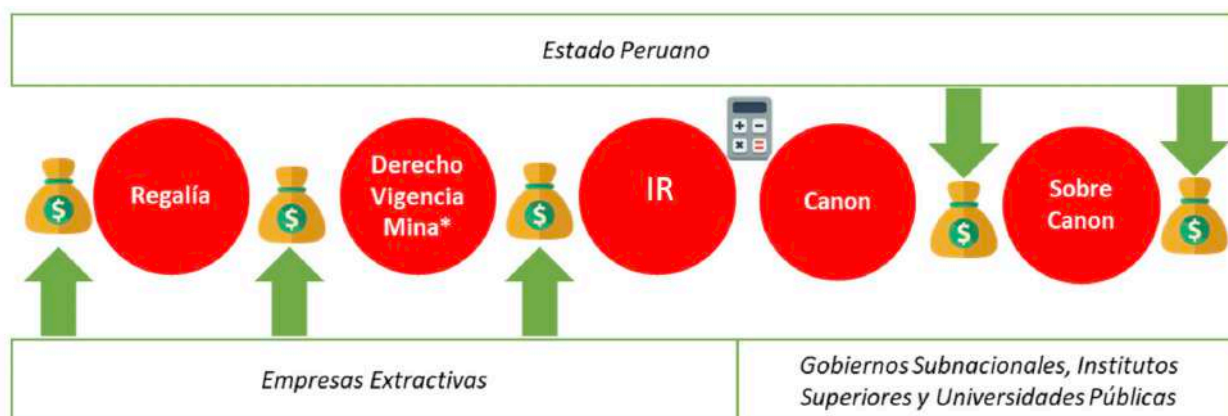 Estado Peruano
Regalía
Derecho
Vigencia
Mina*
IR
Canon
Sobre
Canon
$
$
$
$
$
Empresas Extractivas
Gobiernos Subnacionales, Institutos
Superiores y Universidades Públicas